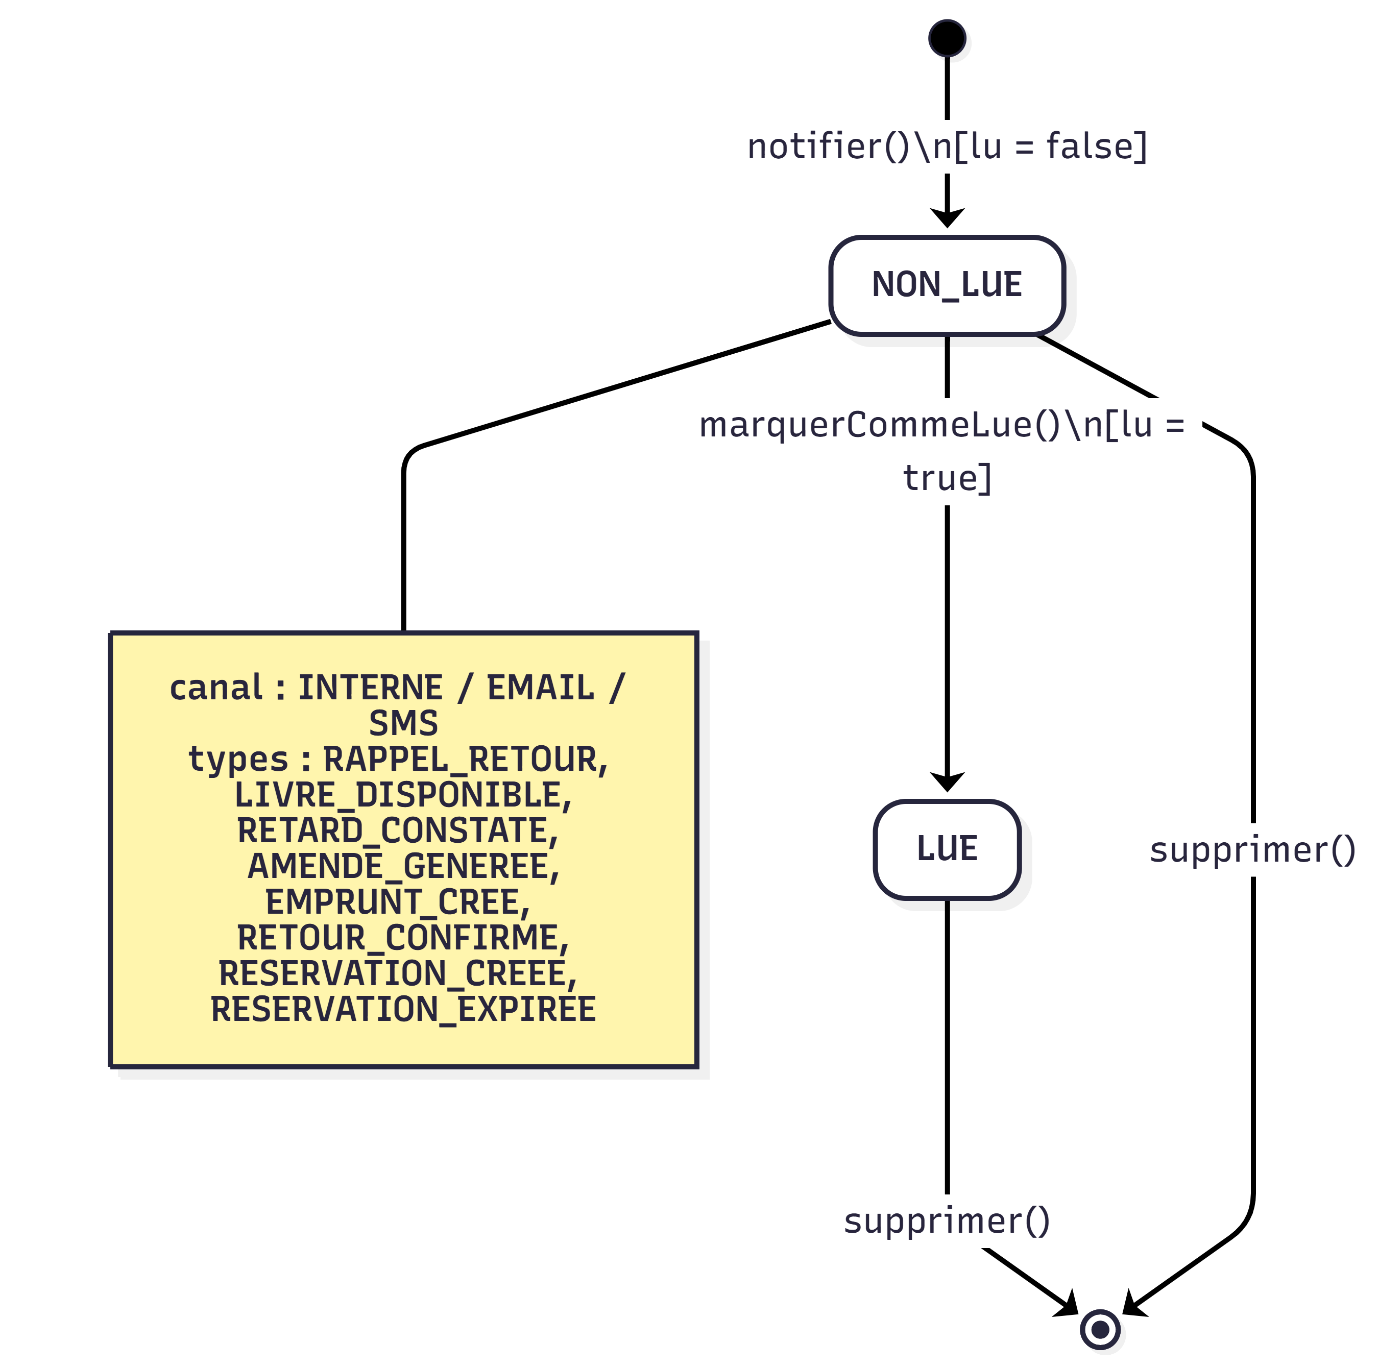 notifier()\n[lu = false]
NON_LUE
marquerCommeLue()\n[lu =
true]
canal : INTERNE / EMAIL /
SMS
types : RAPPEL_RETOUR,
LIVRE_DISPONIBLE,
RETARD_CONSTATE,
AMENDE_GENEREE,
EMPRUNT_CREE,
RETOUR_CONFIRME,
RESERVATION_CREEE,
RESERVATION_EXPIREE
LUE
supprimer()
supprimer()